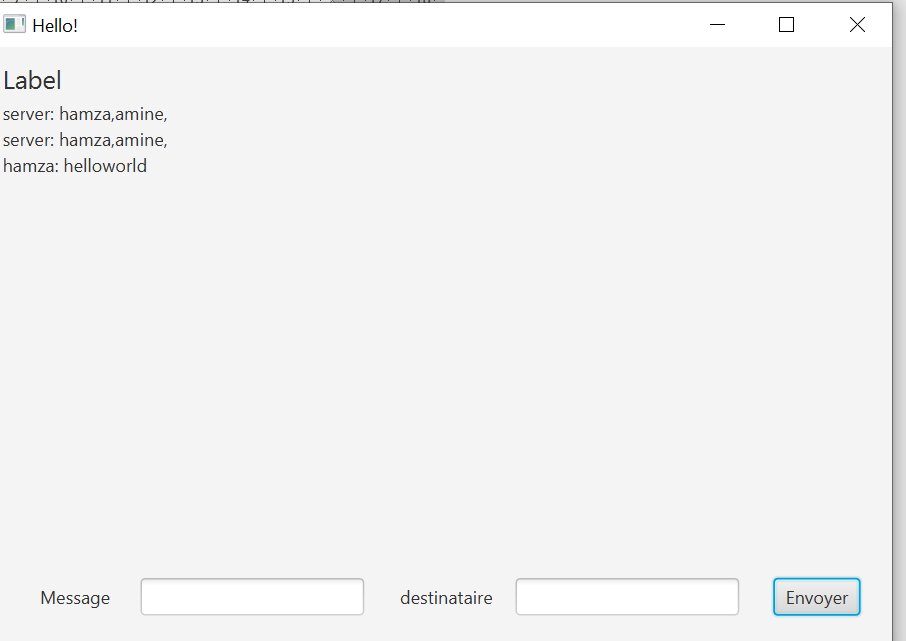 Hello!
Label
server: hamza,amine,
server: hamza,amine,
hamza: helloworld
Message destinataire Envoyer